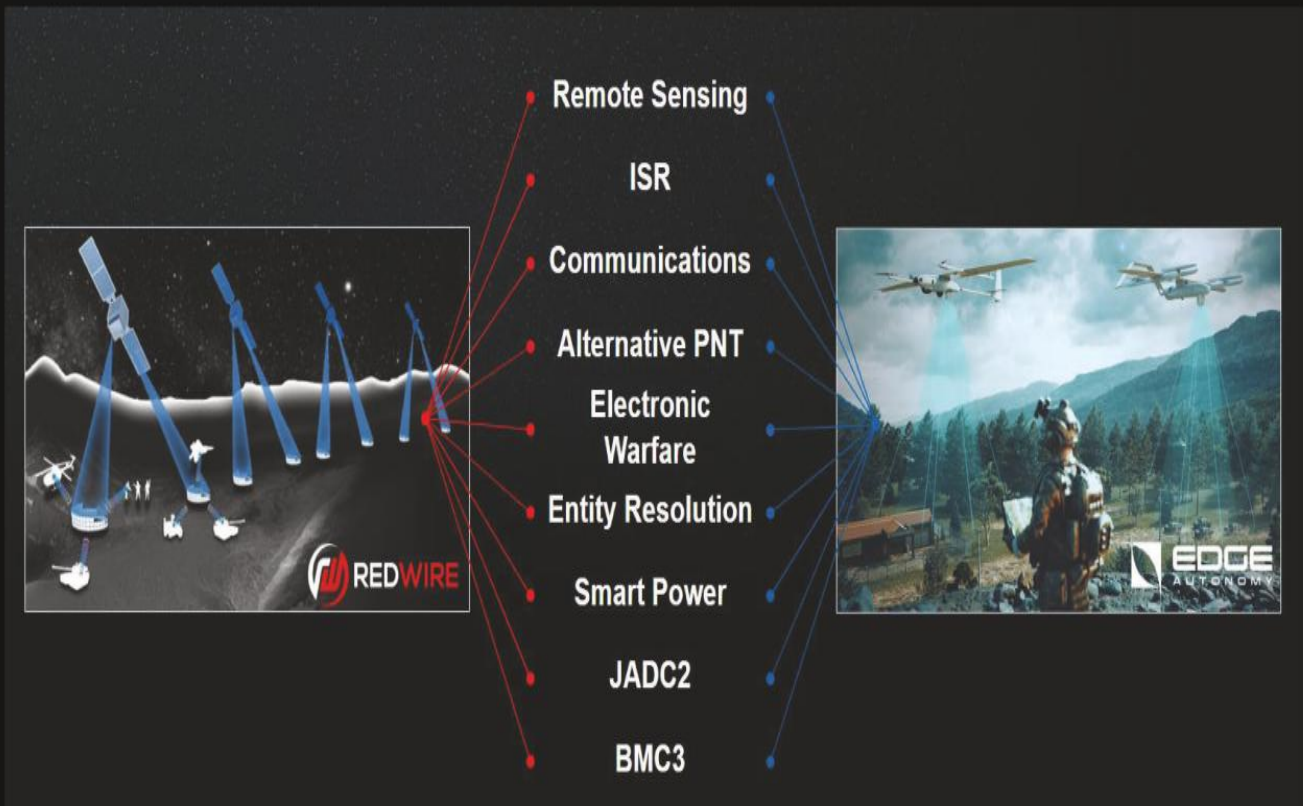 Remote Sensing
ISR
Communications
Alternative PNT
Electronic
Warfare
Entity Resolution
Smart Power
JADC2
BMC3
REDWIRE
EDGE
AUTONOMY